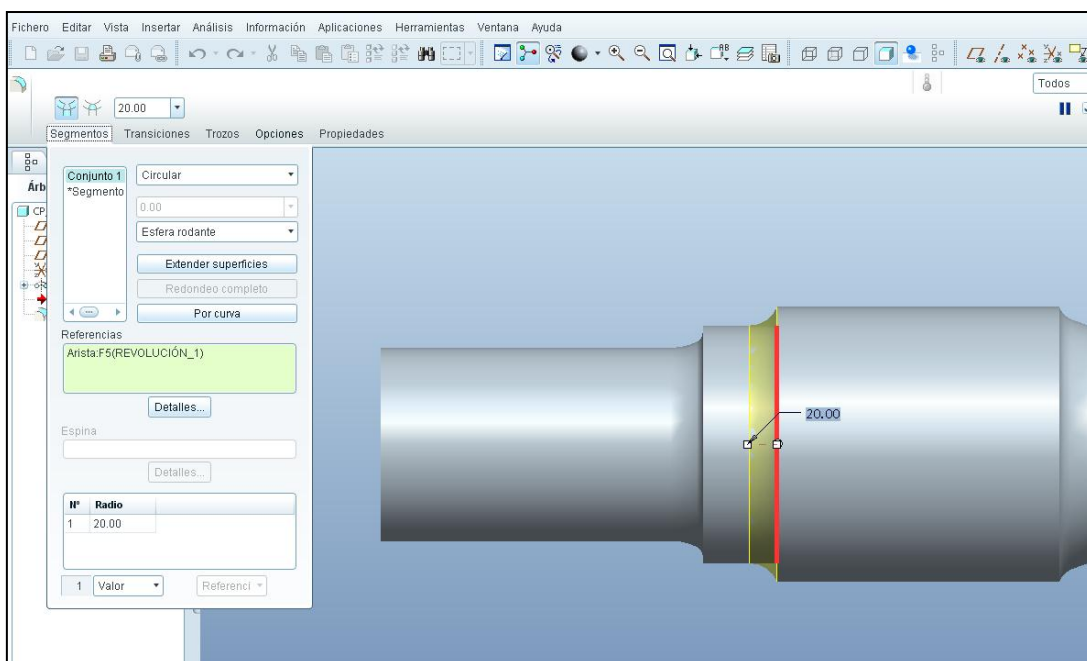 Fichero Editar Vista Insertar Análisis Información Aplicaciones Herramientas Ventana Ayuda
Todos
20.00
Segmentos Transiciones Trozos Opciones Propiedades
Conjunto 1
*Segmento
Circular
0.00
Esfera rodante
Extender superficies
Redondeo completo
Por curva
Referencias
Arista:F5(REVOLUCIÓN_1)
Detalles...
Espina
Detalles...
Nº Radio
1 20.00
1 Valor
Referenci
Árb
CP
20.00